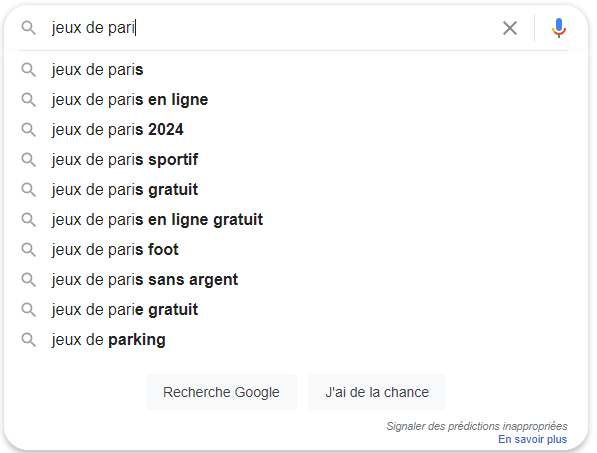 jeux de pari
jeux de paris
jeux de paris en ligne
jeux de paris 2024
jeux de paris sportif
jeux de paris gratuit
jeux de paris en ligne gratuit
jeux de paris foot
jeux de paris sans argent
jeux de parie gratuit
jeux de parking
Recherche Google J'ai de la chance
Signaler des prédictions inappropriées
En savoir plus